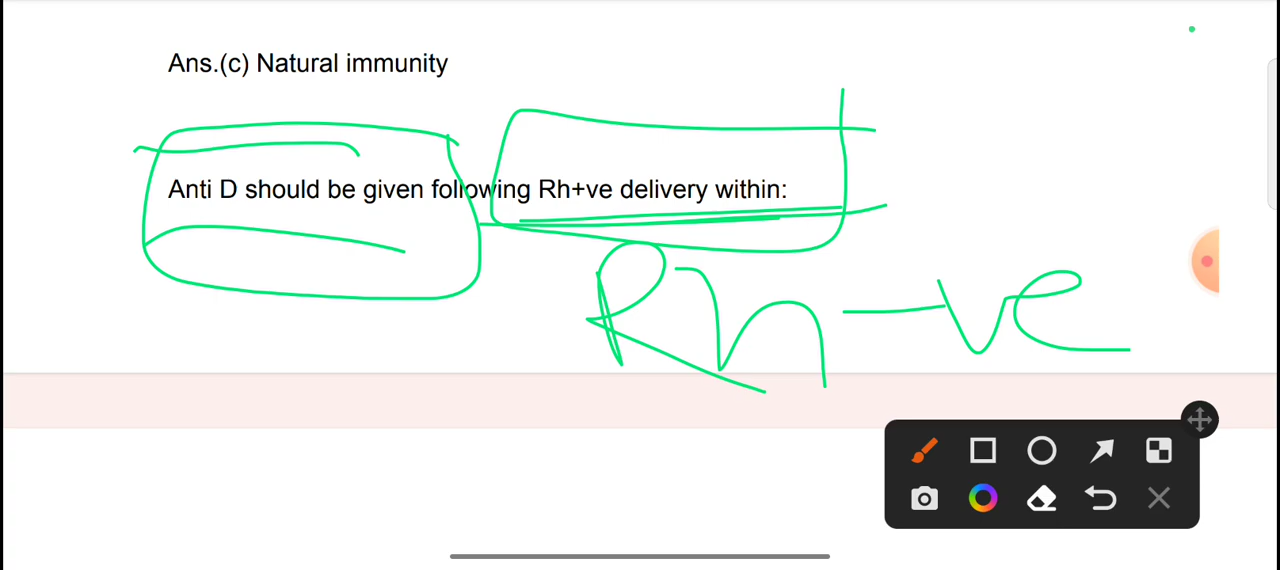 Ans.(c) Natural immunity
Anti D should be given following Rh+ve delivery within:
Rh-ve